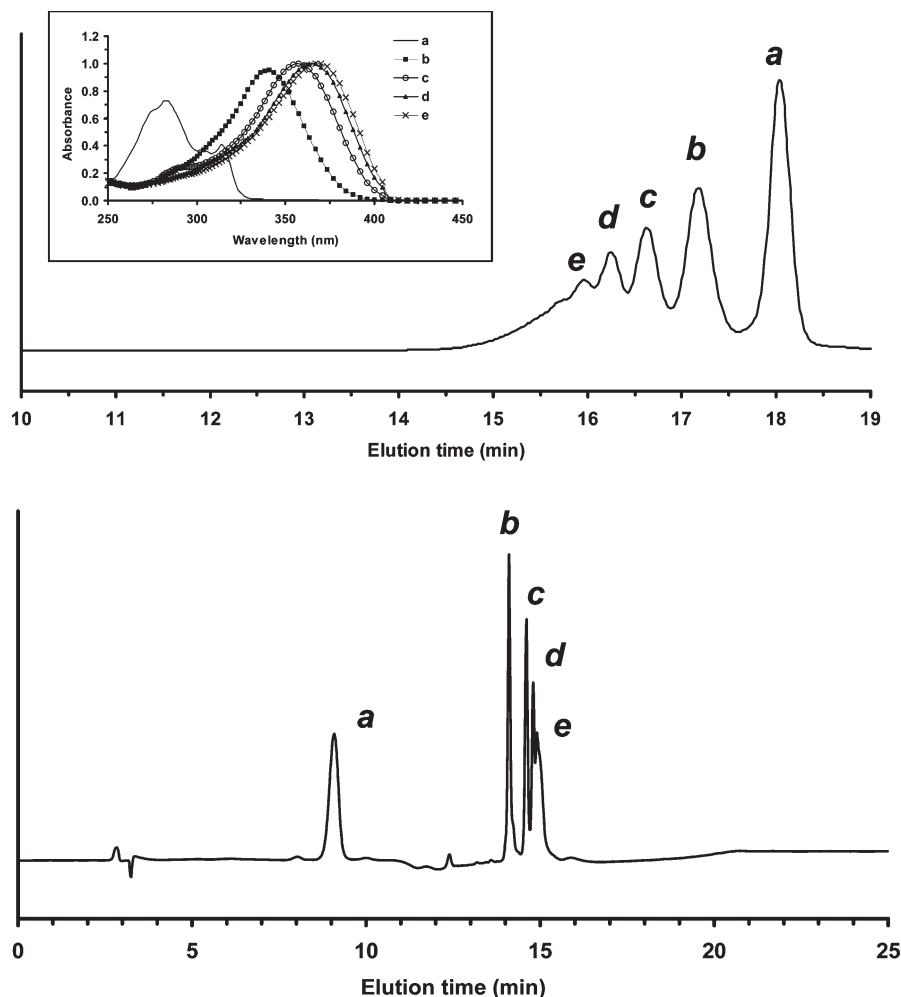 1.2
1.0
0.8
0.6
0.4
0.2
0.0
Absorbance
250 300 350 400 450
Wavelength (nm)
a
b
c
d
e
e
d
c
b
a
10 11 12 13 14 15 16 17 18 19
Elution time (min)
b
c
d
e
a
0 5 10 15 20 25
Elution time (min)